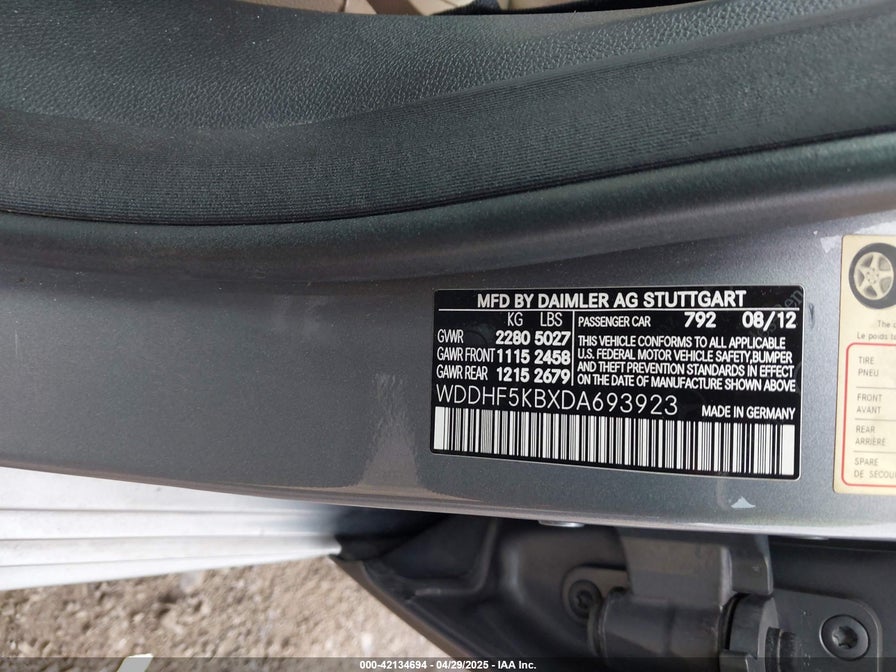 MFD BY DAIMLER AG STUTTGART
KG LBS
GVWR 2280 5027
GAWR FRONT 1115 2458
GAWR REAR 1215 2679
PASSENGER CAR 792 08/12
THIS VEHICLE CONFORMS TO ALL APPLICABLE
U.S. FEDERAL MOTOR VEHICLE SAFETY,BUMPER
AND THEFT PREVENTION STANDARDS IN EFFECT
ON THE DATE OF MANUFACTURE SHOWN ABOVE
WDDHF5KBXDA693923
MADE IN GERMANY
The
Le poids
TIRE
PNEU
FRONT
AVANT
REAR
ARRIÈRE
SPARE
DE
000-42134694 - 04/29/2025 - IAA Inc.